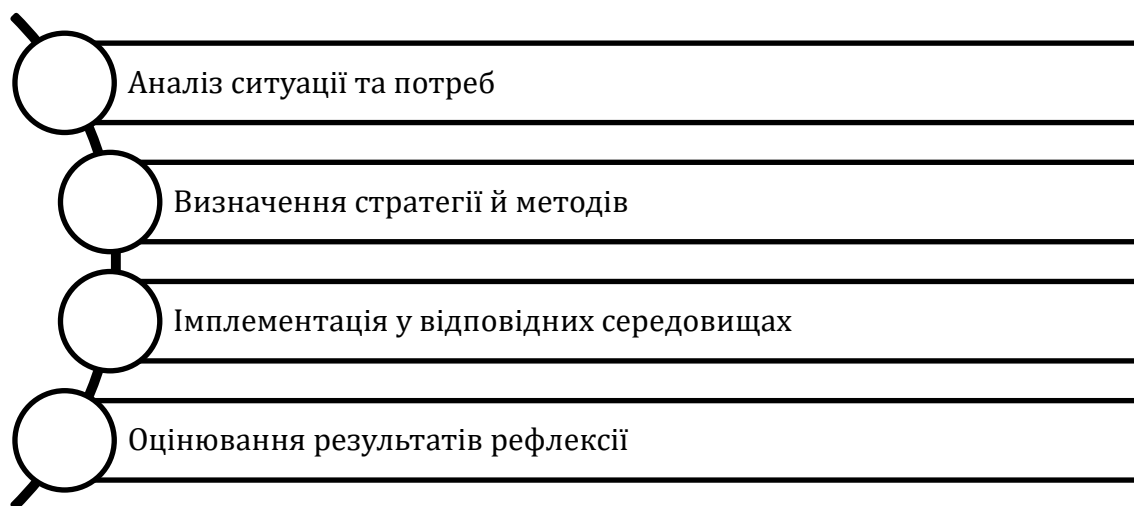 Аналіз ситуації та потреб
Визначення стратегії й методів
Імплементація у відповідних середовищах
Оцінювання результатів рефлексії